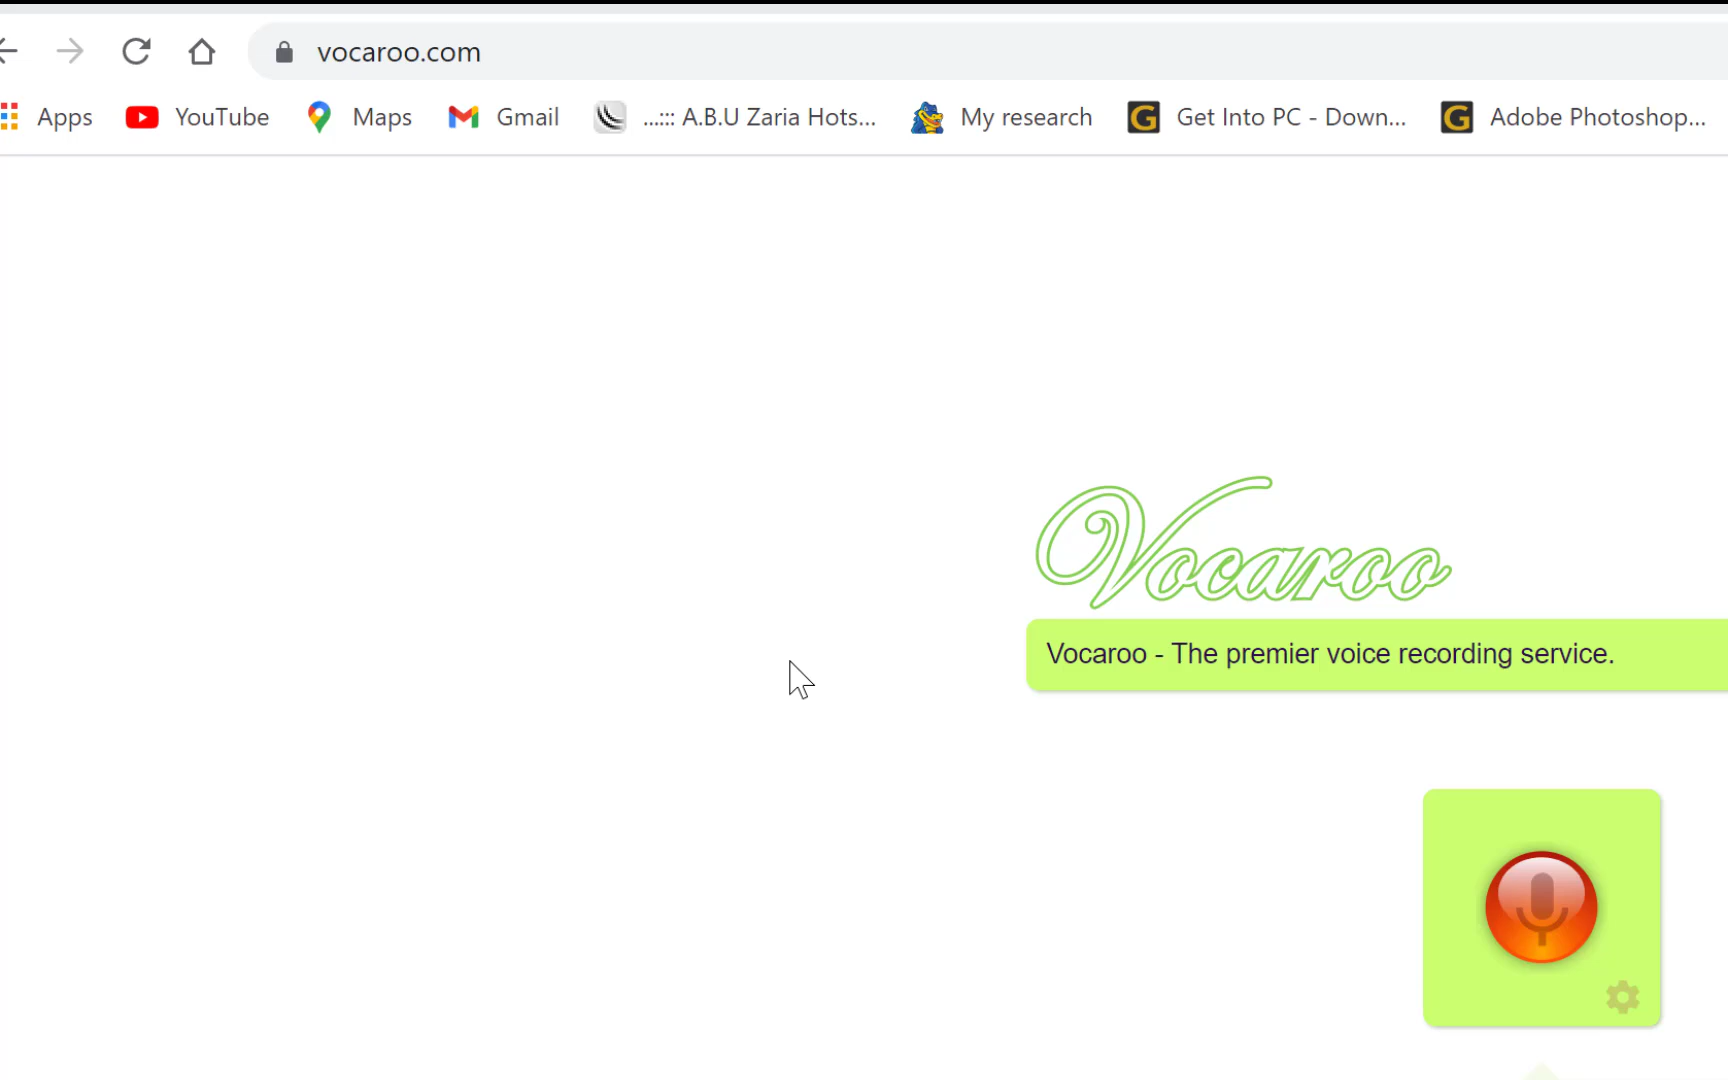 vocaroo.com
Apps YouTube Maps Gmail ...::: A.B.U Zaria Hots... My research Get Into PC - Down... Adobe Photoshop...
Vocaroo
Vocaroo - The premier voice recording service.